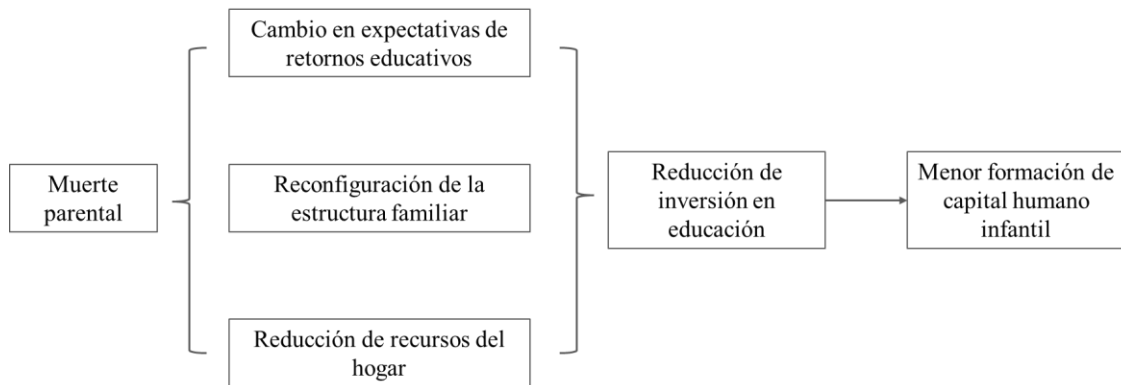 Muerte
parental
Cambio en expectativas de
retornos educativos
Reconfiguración de la
estructura familiar
Reducción de recursos del
hogar
Reducción de
inversión en
educación
Menor formación de
capital humano
infantil